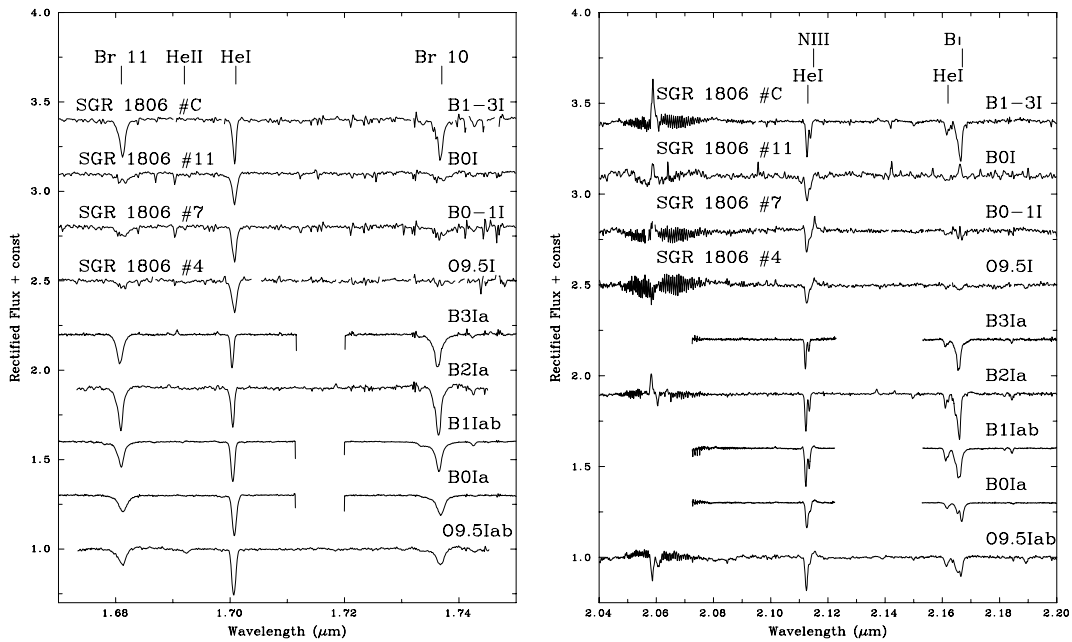 4.0
3.5
3.0
2.5
2.0
1.5
1.0
Rectified Flux + const
Br 11 HeII HeI Br 10
SGR 1806 #C B1-3I
SGR 1806 #11 B0I
SGR 1806 #7 B0-1I
SGR 1806 #4 O9.5I
B3Ia
B2Ia
B1Iab
B0Ia
O9.5Iab
1.68 1.70 1.72 1.74
Wavelength (μm)
4.0
3.5
3.0
2.5
2.0
1.5
1.0
Rectified Flux + const
NIII Bı
HeI HeI
SGR 1806 #C B1-3I
SGR 1806 #11 B0I
SGR 1806 #7 B0-1I
SGR 1806 #4 O9.5I
B3Ia
B2Ia
B1Iab
B0Ia
O9.5Iab
2.04 2.06 2.08 2.10 2.12 2.14 2.16 2.18 2.20
Wavelength (μm)